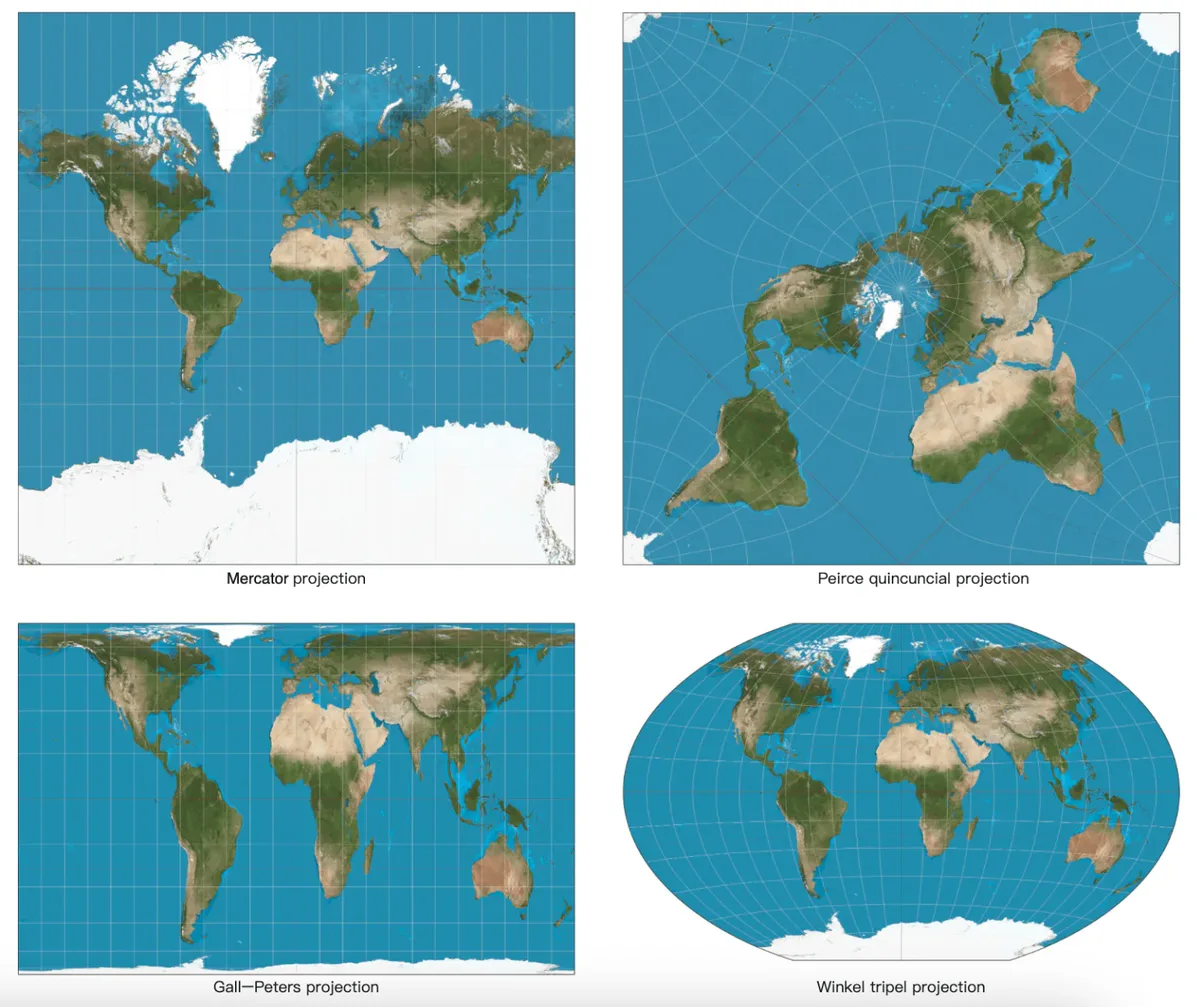 Mercator projection
Peirce quincuncial projection
Gall–Peters projection
Winkel tripel projection